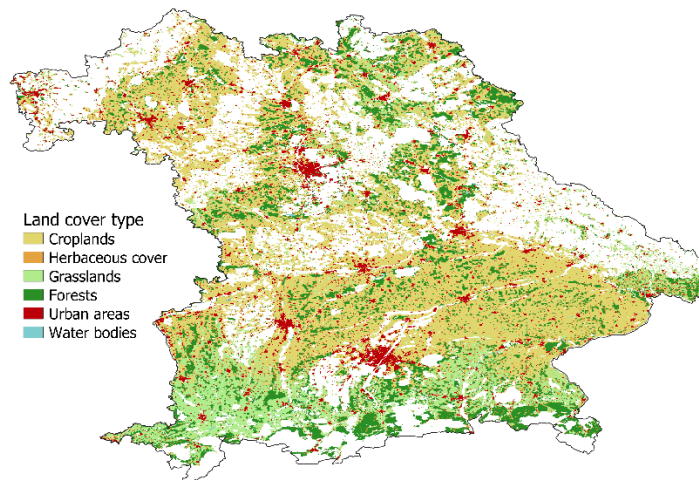 Land cover type
Croplands
Herbaceous cover
Grasslands
Forests
Urban areas
Water bodies